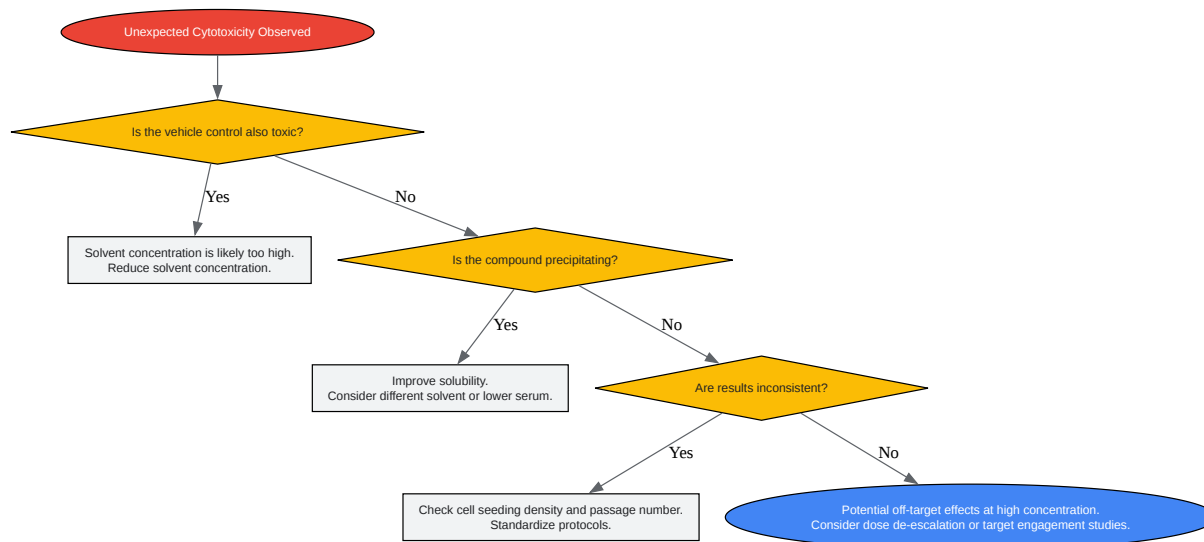 Unexpected Cytotoxicity Observed
Is the vehicle control also toxic?
Yes
No
Solvent concentration is likely too high.
Reduce solvent concentration.
Is the compound precipitating?
Yes
No
Improve solubility.
Consider different solvent or lower serum.
Are results inconsistent?
Yes
No
Check cell seeding density and passage number.
Standardize protocols.
Potential off-target effects at high concentration.
Consider dose de-escalation or target engagement studies.